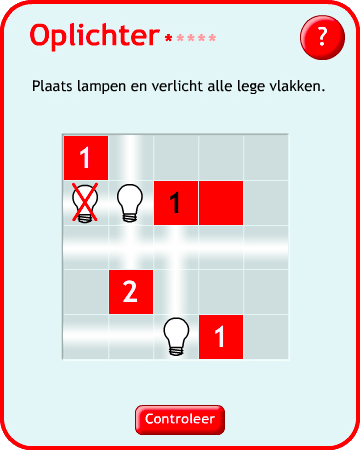 Oplichter *****
?
Plaats lampen en verlicht alle lege vlakken.
1
1
2
1
Controleer